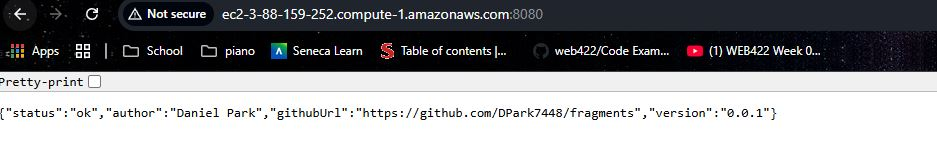 Not secure ec2-3-88-159-252.compute-1.amazonaws.com:8080
Apps School piano Seneca Learn Table of contents |... web422/Code Exam... (1) WEB422 Week 0...
Pretty-print
{"status":"ok","author":"Daniel Park","githubUrl":"https://github.com/DPark7448/fragments","version":"0.0.1"}